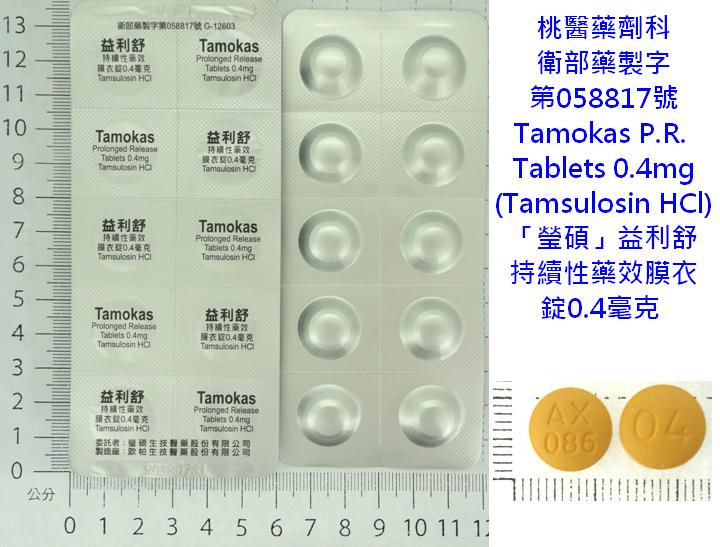 衛部藥製字第058817號 G-12603
益利舒
持續性藥效
膜衣錠0.4毫克
Tamsulosin HCl
Tamokas
Prolonged Release
Tablets 0.4mg
Tamsulosin HCl
Tamokas
Prolonged Release
Tablets 0.4mg
Tamsulosin HCl
益利舒
持續性藥效
膜衣錠0.4毫克
Tamsulosin HCl
益利舒
持續性藥效
膜衣錠0.4毫克
Tamsulosin HCl
Tamokas
Prolonged Release
Tablets 0.4mg
Tamsulosin HCl
Tamokas
Prolonged Release
Tablets 0.4mg
Tamsulosin HCl
益利舒
持續性藥效
膜衣錠0.4毫克
Tamsulosin HCl
益利舒
持續性藥效
膜衣錠0.4毫克
Tamsulosin HCl
Tamokas
Prolonged Release
Tablets 0.4mg
Tamsulosin HCl
委託者：瑩碩生技醫藥股份有限公司
製造廠：歐帕生技醫藥股份有限公司
13
12
11
10
9
8
7
6
5
4
3
2
1
0
公分
0 1 2 3 4 5 6 7 8 9 10 11
桃醫藥劑科
衛部藥製字
第058817號
Tamokas P.R.
Tablets 0.4mg
(Tamsulosin HCl)
「瑩碩」益利舒
持續性藥效膜衣
錠0.4毫克
AX
086
04